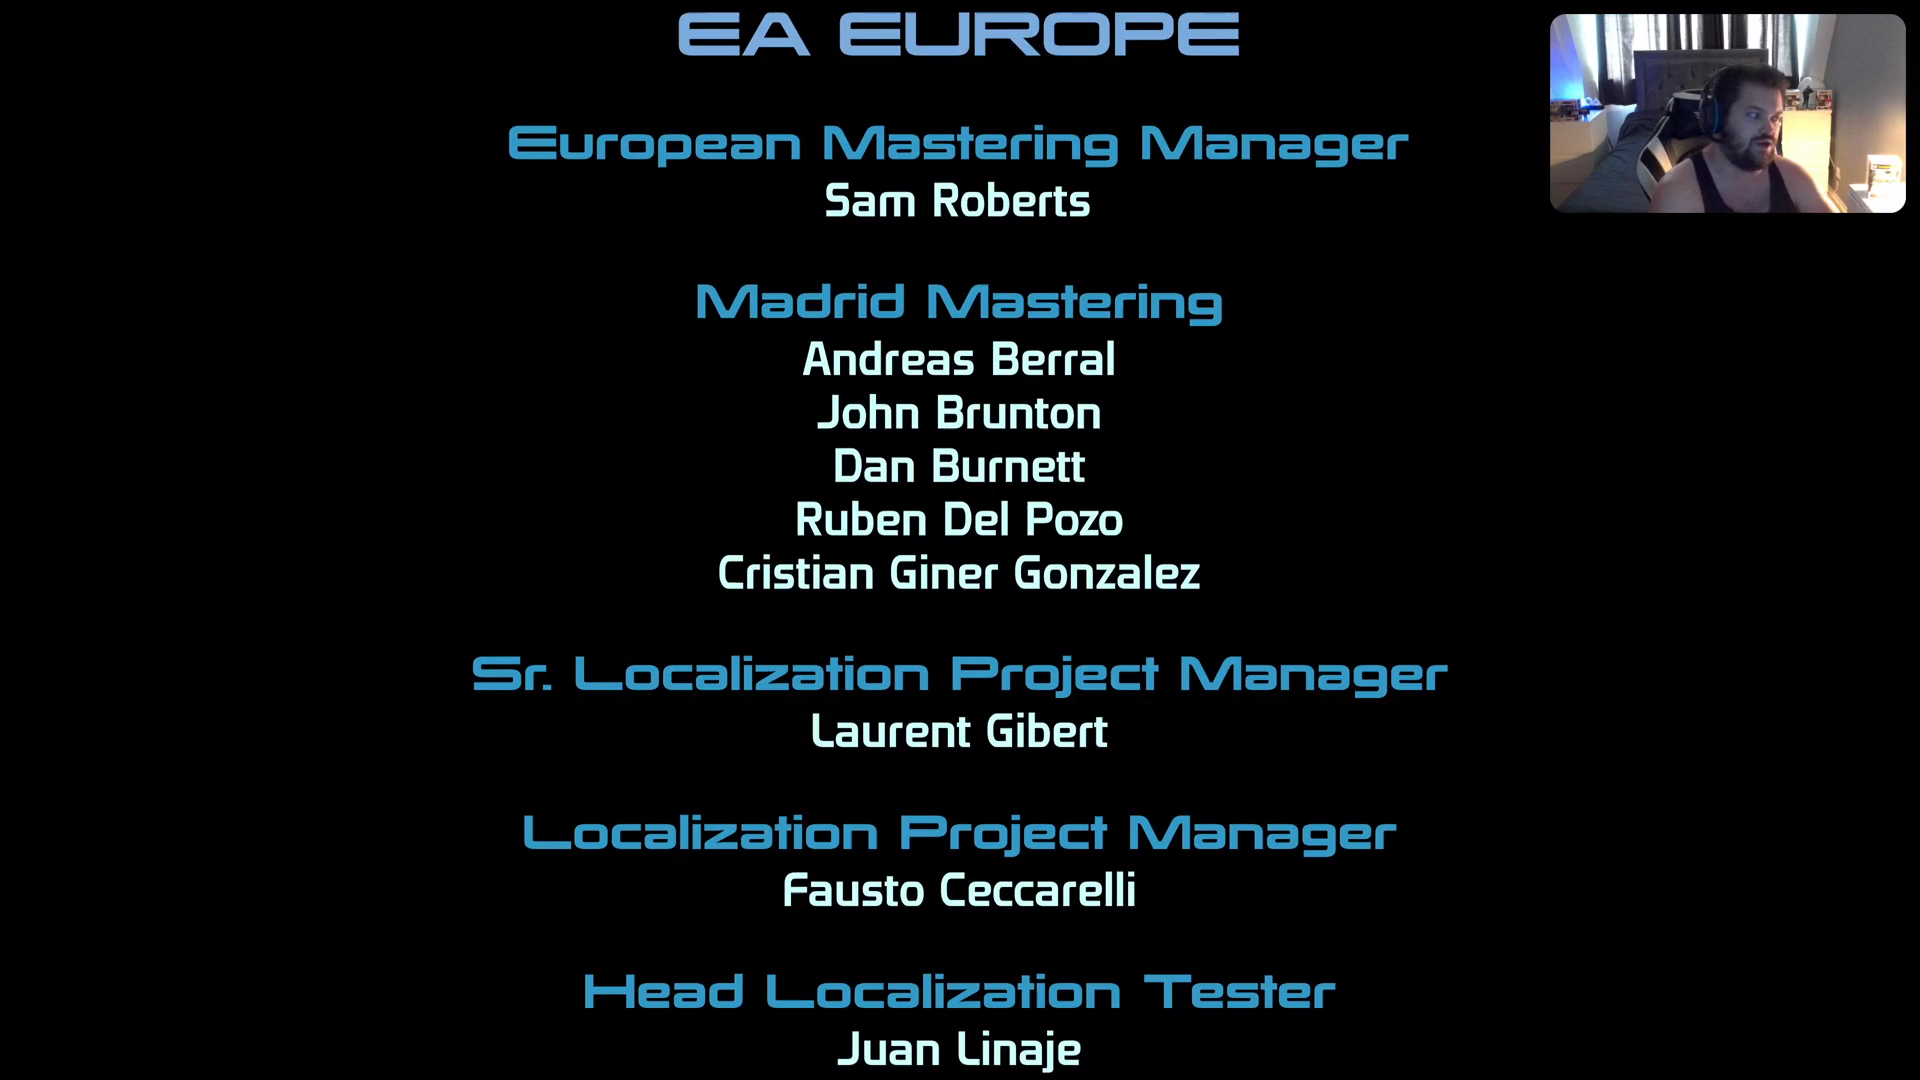 EA EUROPE
European Mastering Manager
Sam Roberts
Madrid Mastering
Andreas Berral
John Brunton
Dan Burnett
Ruben Del Pozo
Cristian Giner Gonzalez
Sr. Localization Project Manager
Laurent Gibert
Localization Project Manager
Fausto Ceccarelli
Head Localization Tester
Juan Linaje